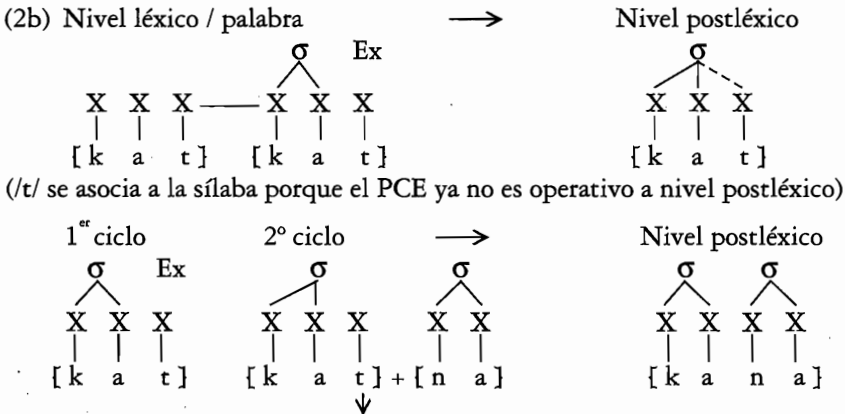 (2b) Nivel léxico / palabra → Nivel postléxico
σ Ex σ
X X X — X X X X X X
[k a t] [k a t] [k a t]
(/t/ se asocia a la sílaba porque el PCE ya no es operativo a nivel postléxico)
1er ciclo 2º ciclo → Nivel postléxico
σ Ex σ σ σ σ
X X X X X X X X X X X X
[k a t] [k a t] + [n a] [k a n a]
↓